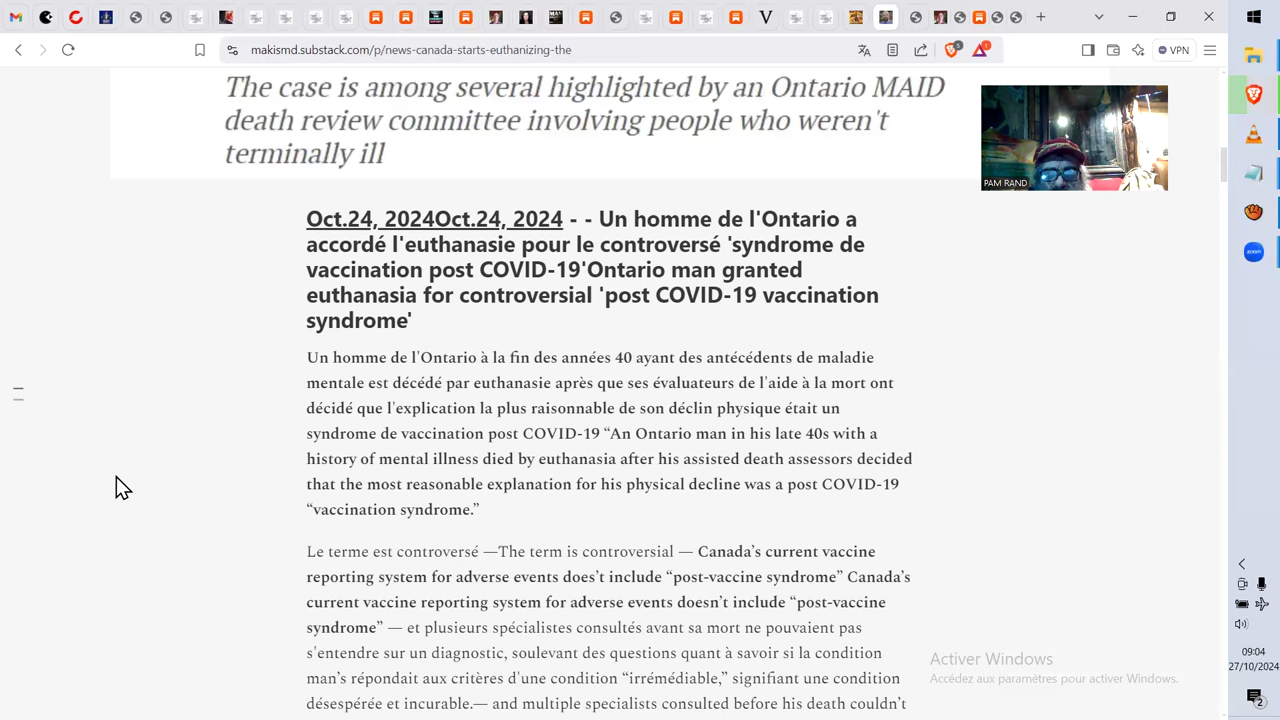 makismd.substack.com/p/news-canada-starts-euthanizing-the
VPN
The case is among several highlighted by an Ontario MAID
death review committee involving people who weren't
terminally ill
PAM RAND
Oct.24, 2024Oct.24, 2024 - - Un homme de l'Ontario a
accordé l'euthanasie pour le controversé 'syndrome de
vaccination post COVID-19'Ontario man granted
euthanasia for controversial 'post COVID-19 vaccination
syndrome'
Un homme de l'Ontario à la fin des années 40 ayant des antécédents de maladie
mentale est décédé par euthanasie après que ses évaluateurs de l'aide à la mort ont
décidé que l'explication la plus raisonnable de son déclin physique était un
syndrome de vaccination post COVID-19 “An Ontario man in his late 40s with a
history of mental illness died by euthanasia after his assisted death assessors decided
that the most reasonable explanation for his physical decline was a post COVID-19
“vaccination syndrome.”
Le terme est controversé —The term is controversial — Canada’s current vaccine
reporting system for adverse events does’t include “post-vaccine syndrome” Canada’s
current vaccine reporting system for adverse events doesn’t include “post-vaccine
syndrome” — et plusieurs spécialistes consultés avant sa mort ne pouvaient pas
s'entendre sur un diagnostic, soulevant des questions quant à savoir si la condition
man’s répondait aux critères d'une condition “irrémédiable,” signifiant une condition
désespérée et incurable.— and multiple specialists consulted before his death couldn’t
Activer Windows
Accédez aux paramètres pour activer Windows.
zoom
09:04
27/10/2024
2